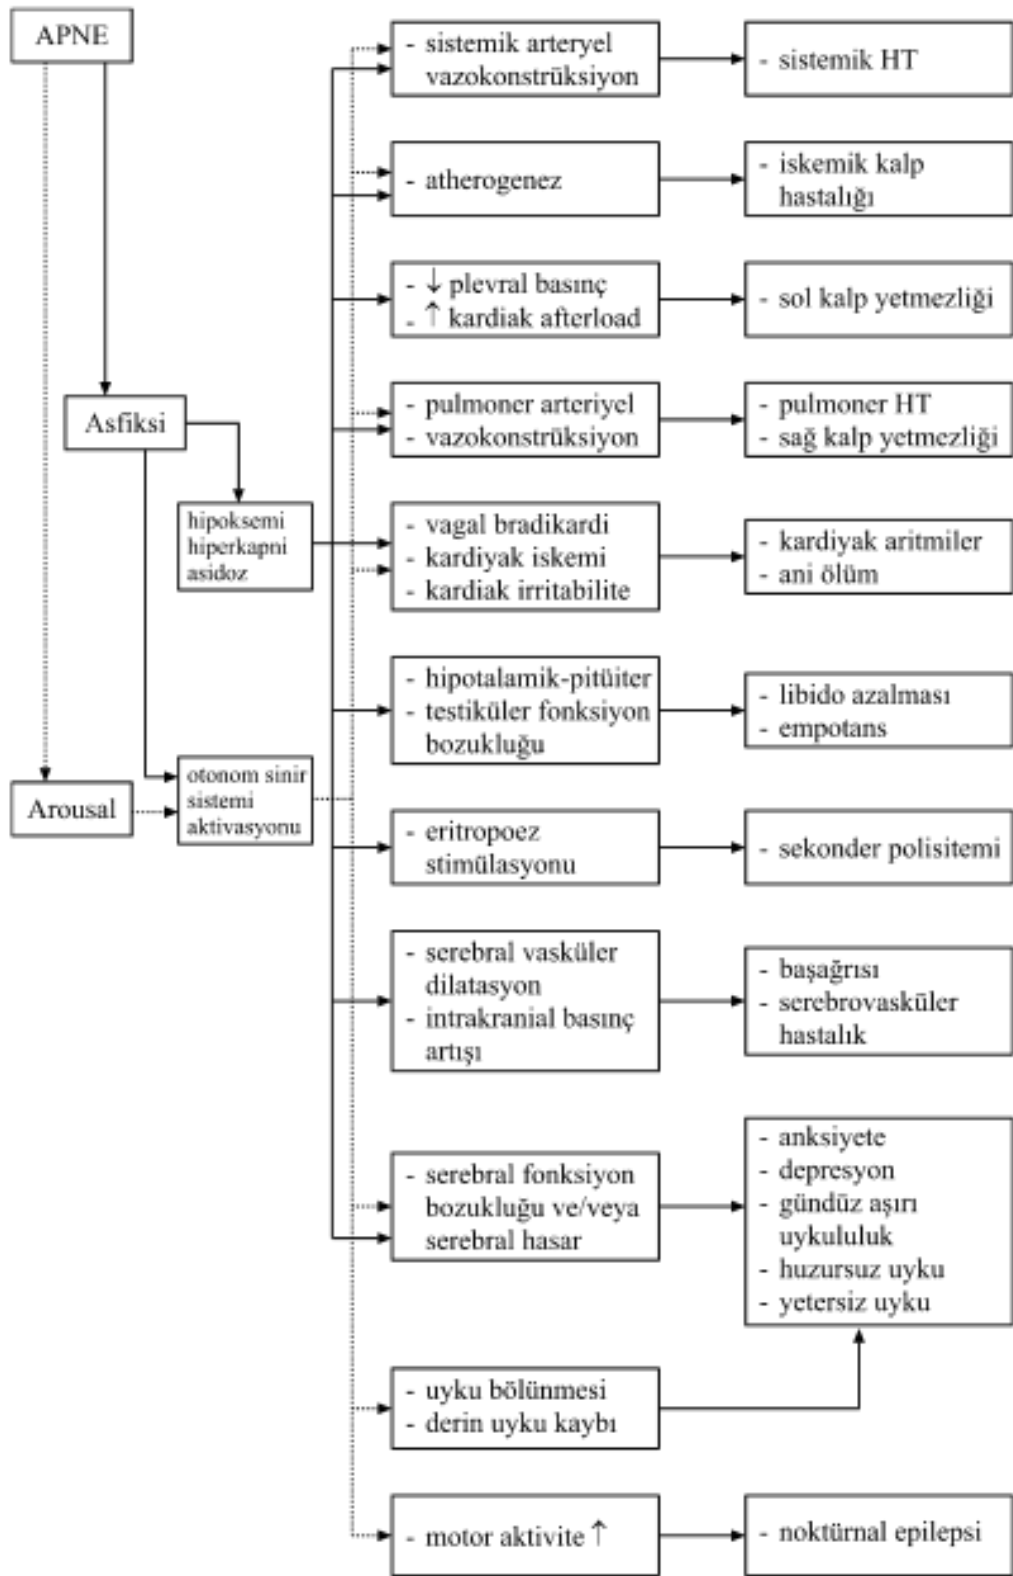 APNE
Asfiksi
hipoksemi
hiperkapni
asidoz
Arousal
otonom sinir
sistemi
aktivasyonu
- sistemik arteryel
vazokonstrüksiyon
- sistemik HT
- atherogenez
- iskemik kalp
hastalığı
- ↓ plevral basınç
- ↑ kardiak afterload
- sol kalp yetmezliği
- pulmoner arteriyel
- vazokonstrüksiyon
- pulmoner HT
- sağ kalp yetmezliği
- vagal bradikardi
- kardiyak iskemi
- kardiak irritabilite
- kardiyak aritmiler
- ani ölüm
- hipotalamik-pitüiter
- testiküler fonksiyon
bozukluğu
- libido azalması
- empotans
- eritropoez
stimülasyonu
- sekonder polisitemi
- serebral vasküler
dilatasyon
- intrakranial basınç
artışı
- başağrısı
- serebrovasküler
hastalık
- serebral fonksiyon
bozukluğu ve/veya
serebral hasar
- anksiyete
- depresyon
- gündüz aşırı
uykululuk
- huzursuz uyku
- yetersiz uyku
- uyku bölünmesi
- derin uyku kaybı
- motor aktivite ↑
- noktürnal epilepsi